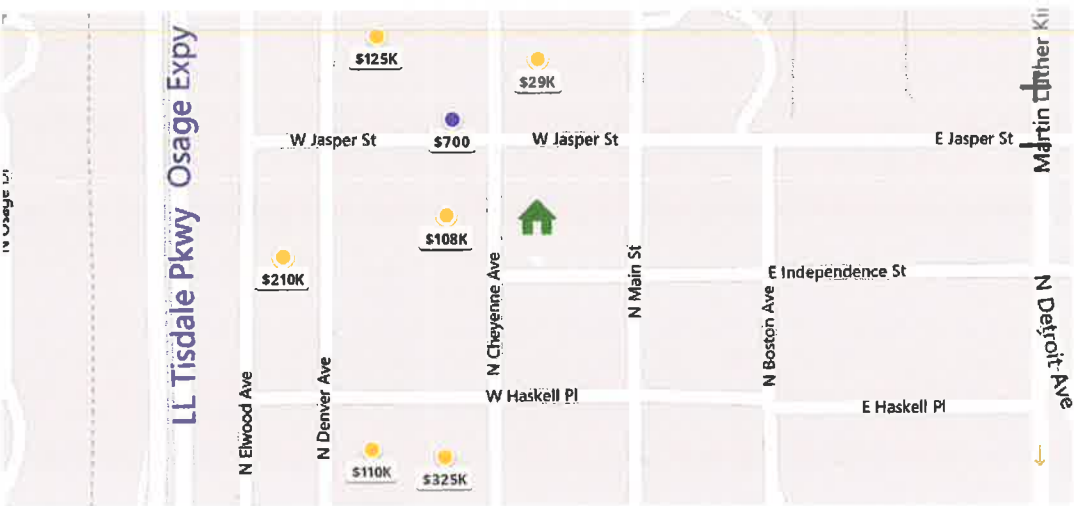 $125K
$29K
$700
W Jasper St
W Jasper St
E Jasper St
Osage Expy
LL Tisdale Pkwy
$108K
$210K
N Cheyenne Ave
N Main St
E Independence St
N Boston Ave
N Detroit Ave
N Elwood Ave
N Denver Ave
W Haskell Pl
E Haskell Pl
$110K
$325K
Martin Luther
N Osage